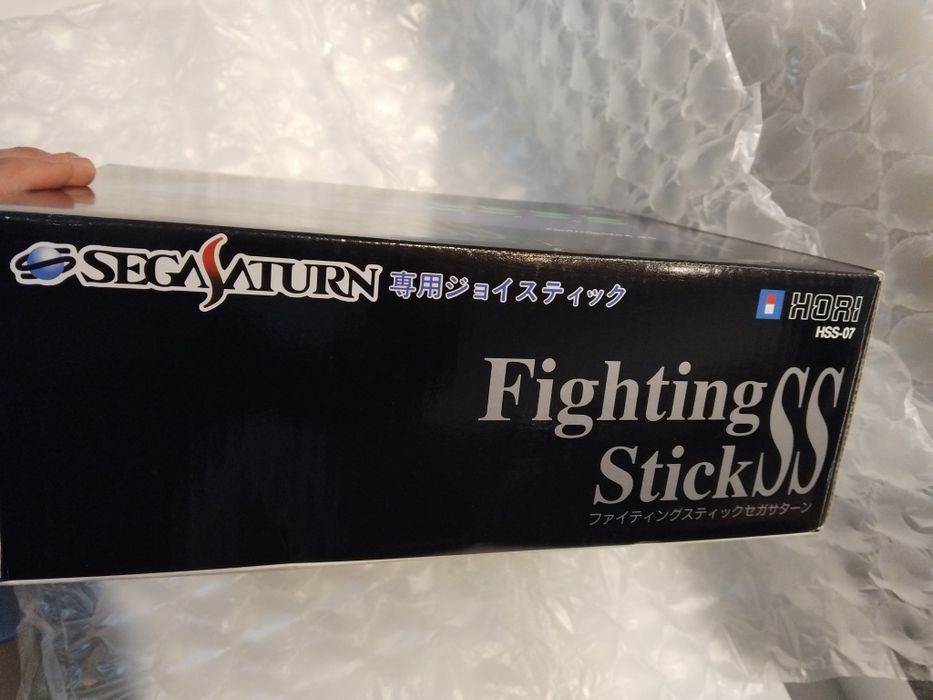 SEGA SATURN 専用ジョイスティック
HORI
HSS-07
Fighting
Stick SS
ファイティングスティックセガサターン